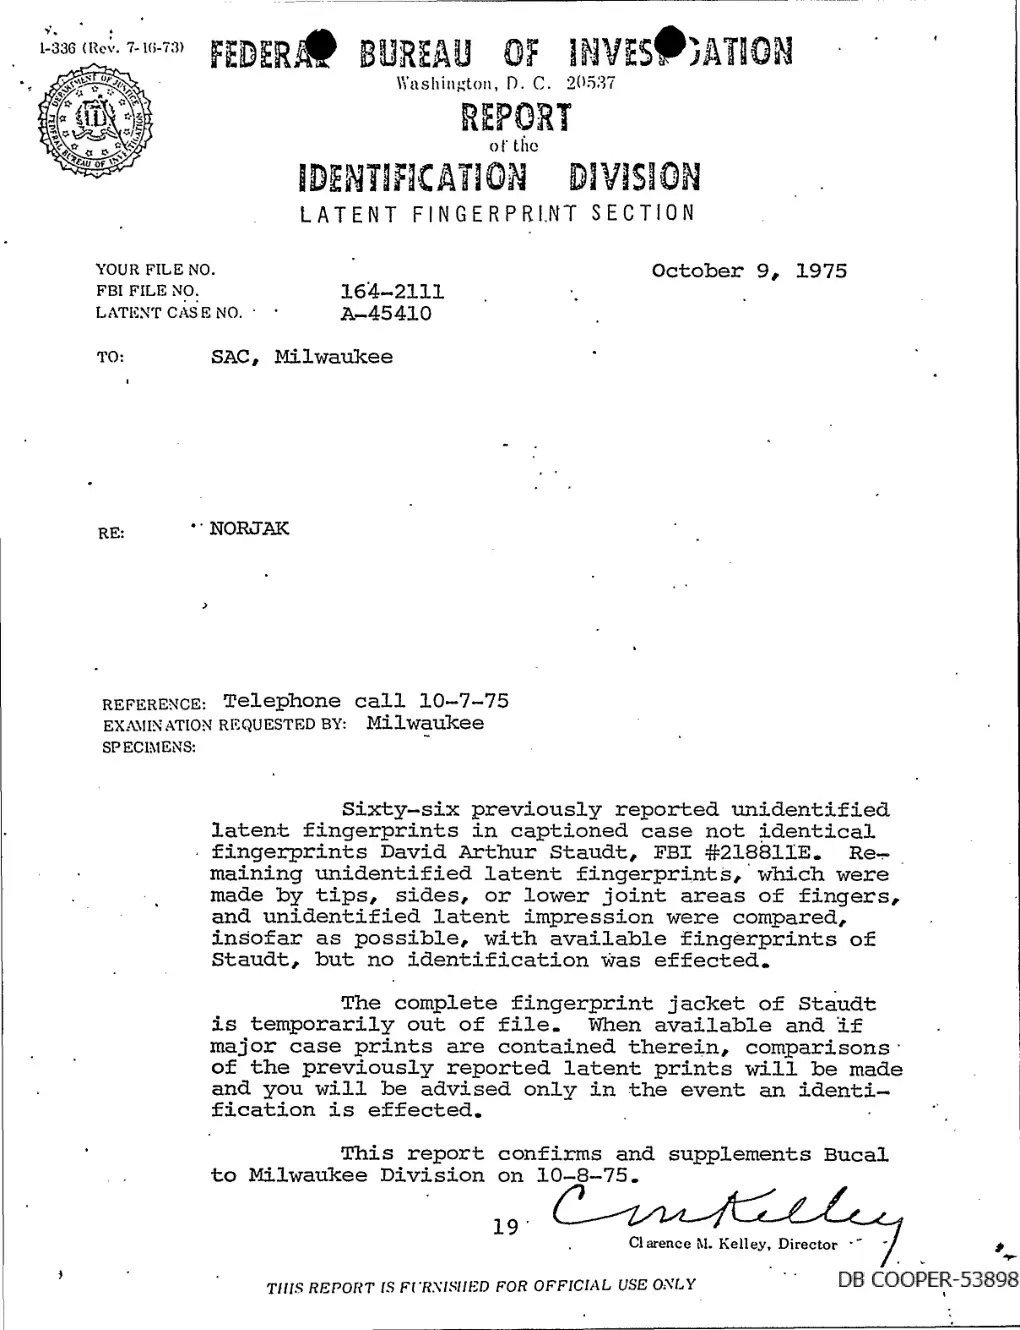 1-336 (Rev. 7-16-73)
FEDERAL BUREAU OF INVESTIGATION
Washington, D. C. 20537
REPORT
of the
IDENTIFICATION DIVISION
LATENT FINGERPRINT SECTION
October 9, 1975
YOUR FILE NO.
FBI FILE NO. 164-2111
LATENT CASE NO. A-45410
TO: SAC, Milwaukee
RE: NORJAK
REFERENCE: Telephone call 10-7-75
EXAMINATION REQUESTED BY: Milwaukee
SPECIMENS:
Sixty-six previously reported unidentified
latent fingerprints in captioned case not identical
fingerprints David Arthur Staudt, FBI #218811E. Re-
maining unidentified latent fingerprints, which were
made by tips, sides, or lower joint areas of fingers,
and unidentified latent impression were compared,
insofar as possible, with available fingerprints of
Staudt, but no identification was effected.
The complete fingerprint jacket of Staudt
is temporarily out of file. When available and if
major case prints are contained therein, comparisons
of the previously reported latent prints will be made
and you will be advised only in the event an identi-
fication is effected.
This report confirms and supplements Bucal
to Milwaukee Division on 10-8-75.
19
CM Kelley
Clarence M. Kelley, Director
THIS REPORT IS FURNISHED FOR OFFICIAL USE ONLY
DB COOPER-53898